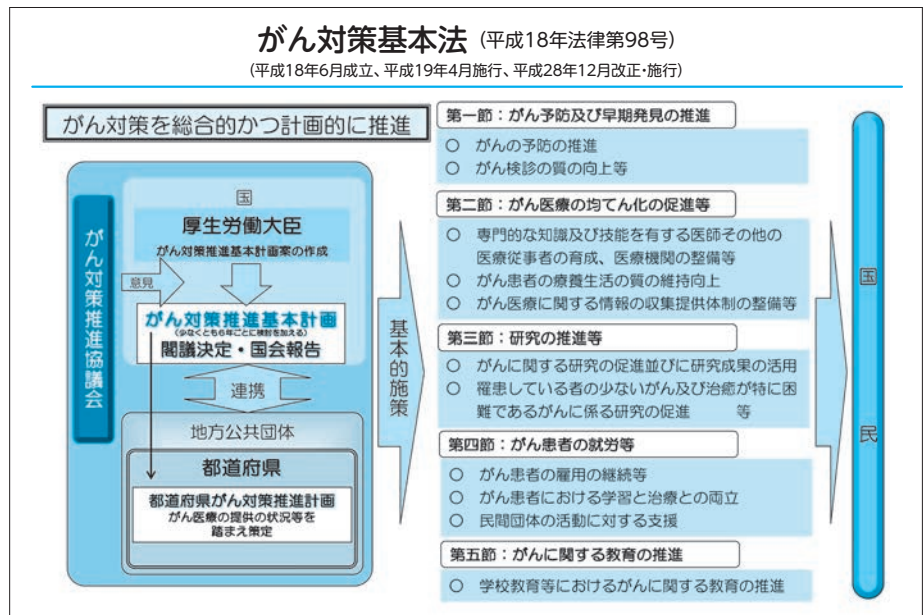 がん対策基本法 (平成18年法律第98号)
(平成18年6月成立、平成19年4月施行、平成28年12月改正・施行)
がん対策を総合的かつ計画的に推進
がん対策推進協議会
国
厚生労働大臣
がん対策推進基本計画案の作成
意見
がん対策推進基本計画
(少なくとも6年ごとに検討を加える)
閣議決定・国会報告
連携
地方公共団体
都道府県
都道府県がん対策推進計画
がん医療の提供の状況等を
踏まえ策定
基本的施策
第一節:がん予防及び早期発見の推進
○ がんの予防の推進
○ がん検診の質の向上等
第二節:がん医療の均てん化の促進等
○ 専門的な知識及び技能を有する医師その他の
医療従事者の育成、医療機関の整備等
○ がん患者の療養生活の質の維持向上
○ がん医療に関する情報の収集提供体制の整備等
第三節:研究の推進等
○ がんに関する研究の促進並びに研究成果の活用
○ 罹患している者の少ないがん及び治癒が特に困
難であるがんに係る研究の促進 等
第四節:がん患者の就労等
○ がん患者の雇用の継続等
○ がん患者における学習と治療との両立
○ 民間団体の活動に対する支援
第五節:がんに関する教育の推進
○ 学校教育等におけるがんに関する教育の推進
国民